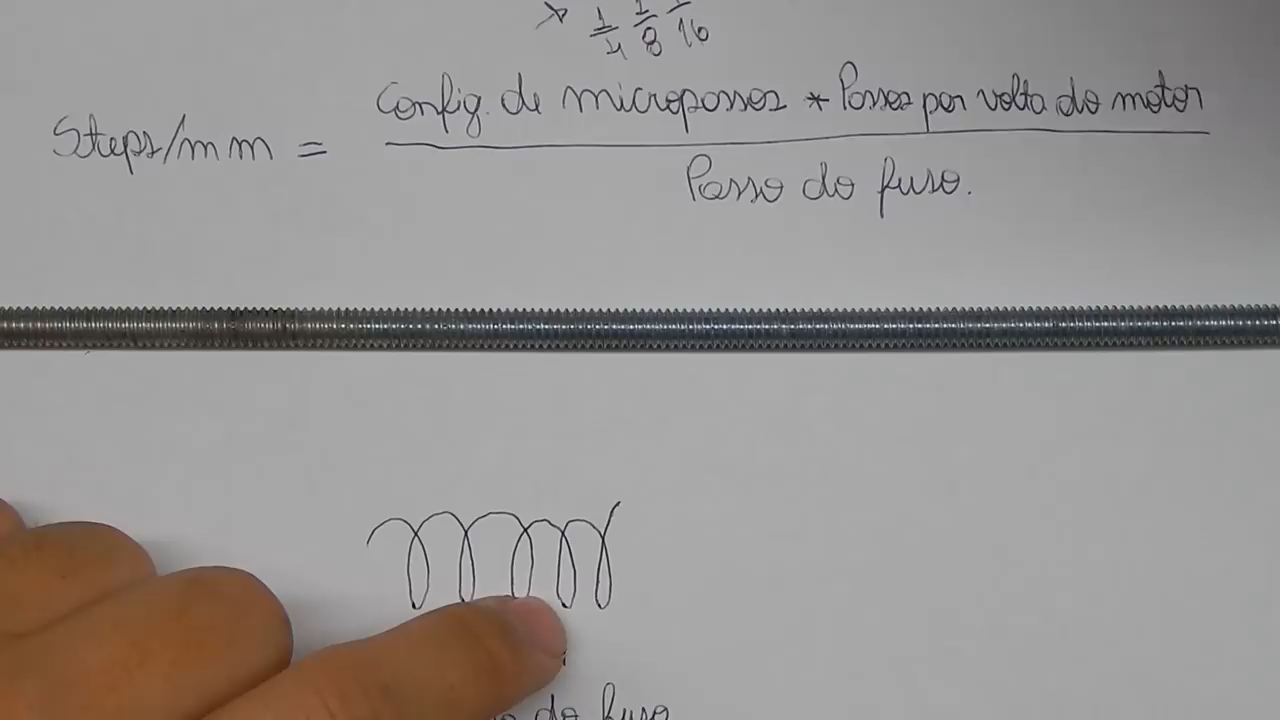 1/4 1/8 1/16
Steps/mm = Config. de micropassos * Passos por volta do motor
Passo do fuso.
do fuso